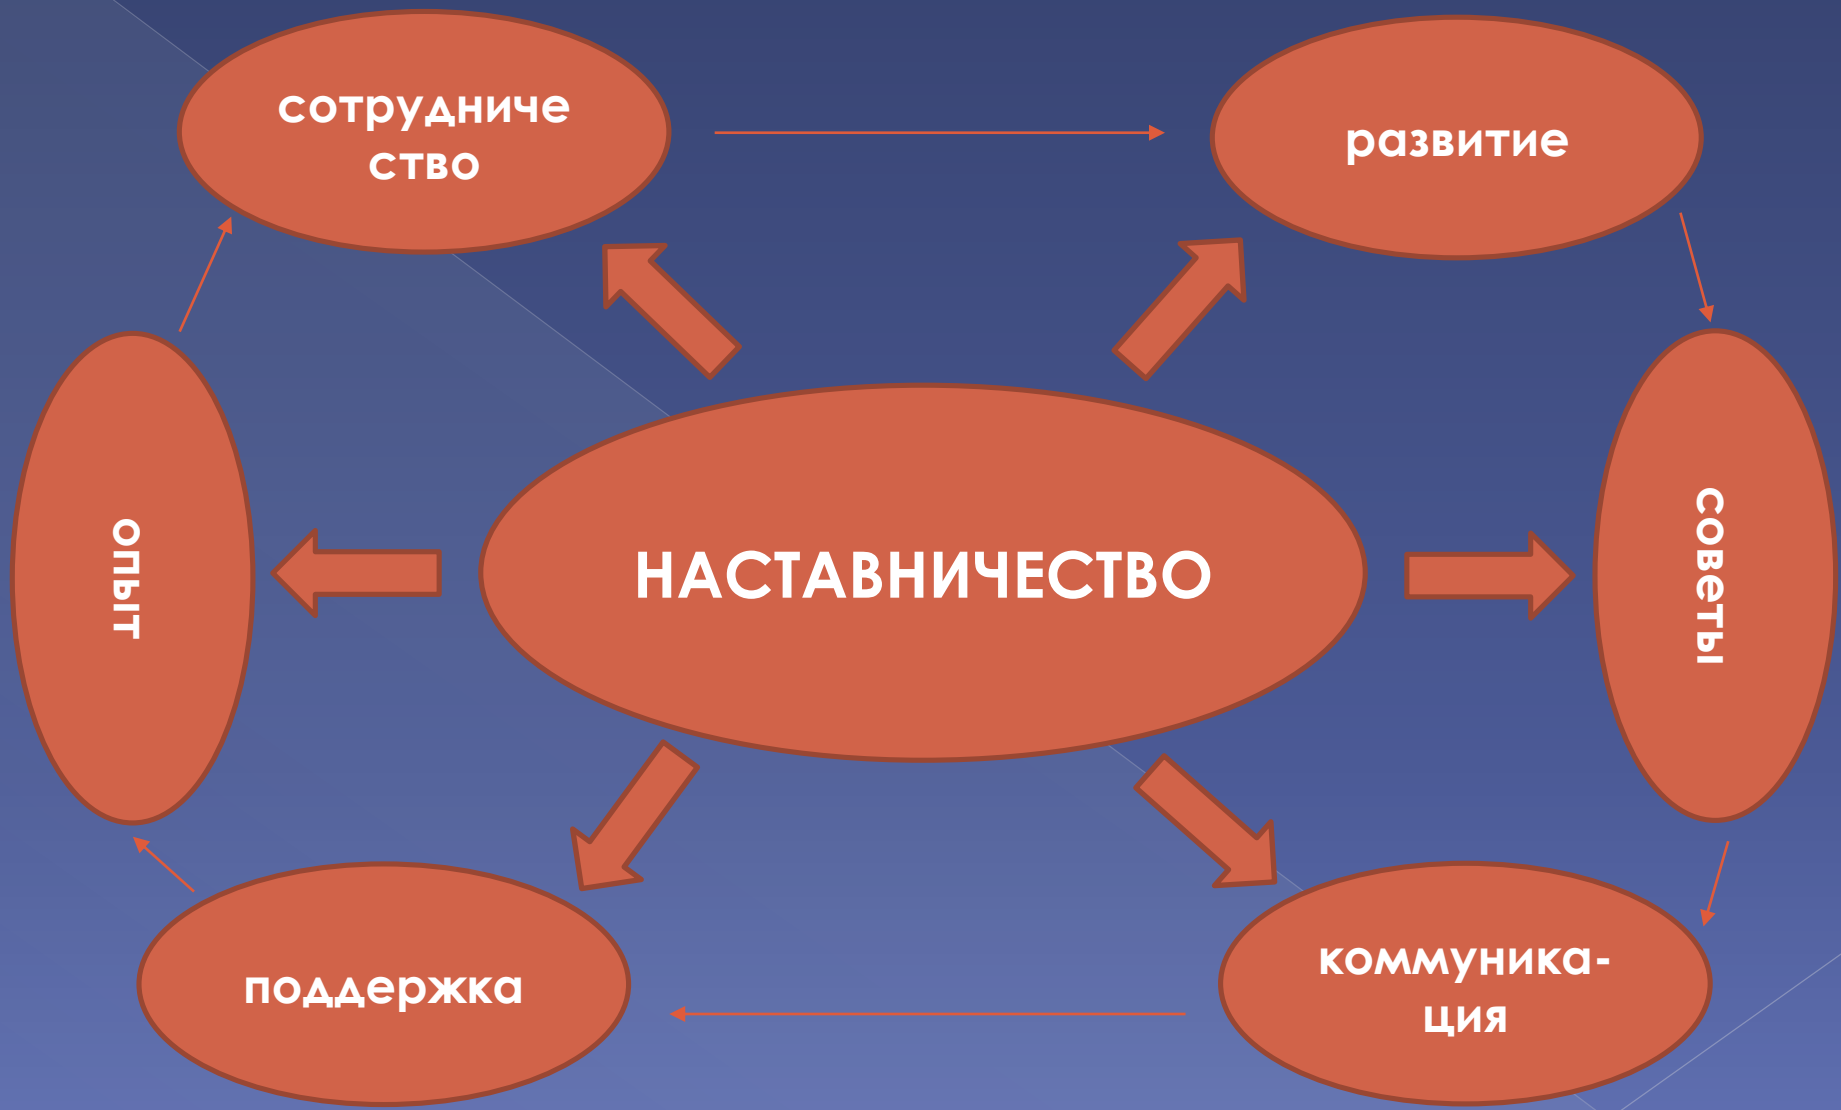 сотрудниче
ство
развитие
опыт
НАСТАВНИЧЕСТВО
советы
поддержка
коммуника-
ция